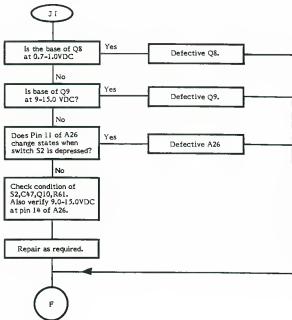 J1
Is the base of Q8
at 0.7-1.0VDC
Yes
Defective Q8.
No
Is base of Q9
at 9-15.0 VDC?
Yes
Defective Q9.
No
Does Pin 11 of A26
change states when
switch S2 is depressed?
Yes
Defective A26
No
Check condition of
S2,C47,Q10,R61.
Also verify 9.0-15.0VDC
at pin 14 of A26.
Repair as required.
F